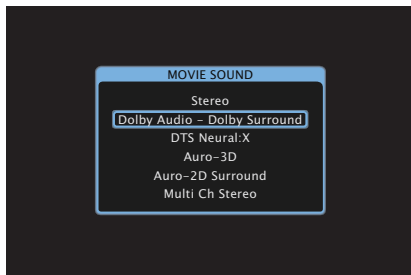 MOVIE SOUND
Stereo
Dolby Audio – Dolby Surround
DTS Neural:X
Auro-3D
Auro-2D Surround
Multi Ch Stereo